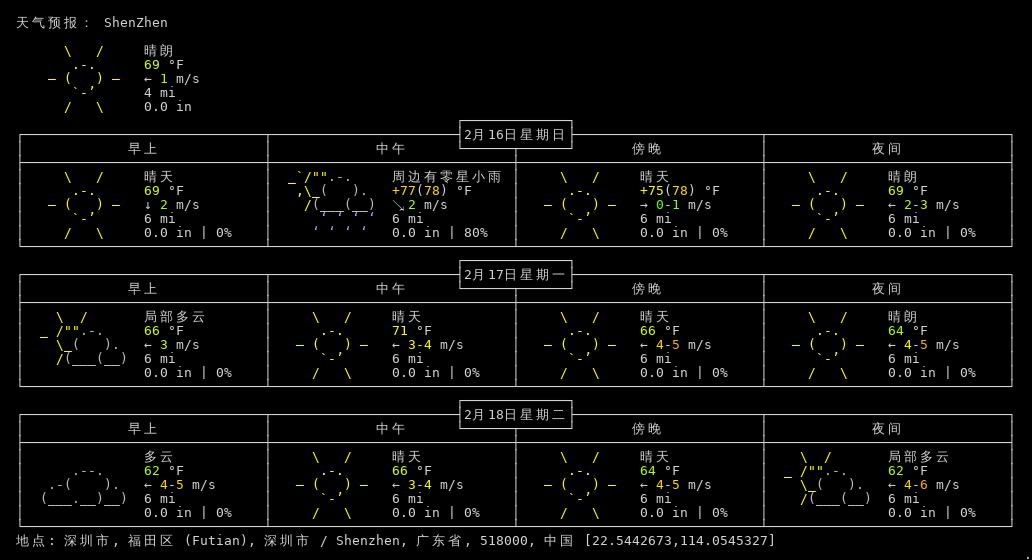 天气预报： ShenZhen
晴朗
69 °F
← 1 m/s
4 mi
0.0 in
2月16日星期日
早上 中午 傍晚 夜间
晴天 周边有零星小雨 晴天 晴朗
69 °F +77(78) °F +75(78) °F 69 °F
↓ 2 m/s ↘ 2 m/s → 0-1 m/s ← 2-3 m/s
6 mi 6 mi 6 mi 6 mi
0.0 in | 0% 0.0 in | 80% 0.0 in | 0% 0.0 in | 0%
2月17日星期一
早上 中午 傍晚 夜间
局部多云 晴天 晴天 晴朗
66 °F 71 °F 66 °F 64 °F
← 3 m/s ← 3-4 m/s ← 4-5 m/s ← 4-5 m/s
6 mi 6 mi 6 mi 6 mi
0.0 in | 0% 0.0 in | 0% 0.0 in | 0% 0.0 in | 0%
2月18日星期二
早上 中午 傍晚 夜间
多云 晴天 晴天 局部多云
62 °F 66 °F 64 °F 62 °F
← 4-5 m/s ← 3-4 m/s ← 4-5 m/s ← 4-6 m/s
6 mi 6 mi 6 mi 6 mi
0.0 in | 0% 0.0 in | 0% 0.0 in | 0% 0.0 in | 0%
地点: 深圳市, 福田区 (Futian), 深圳市 / Shenzhen, 广东省, 518000, 中国 [22.5442673,114.0545327]